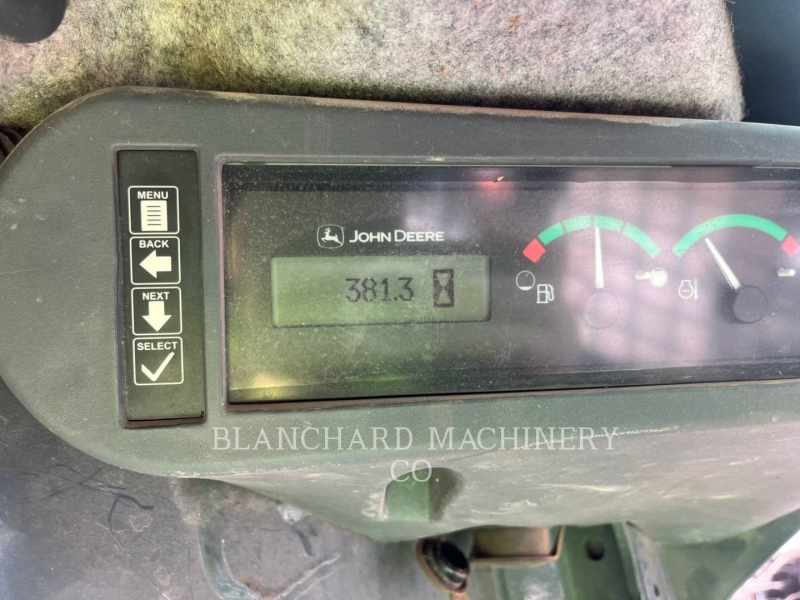 MENU
BACK
NEXT
SELECT
JOHN DEERE
381.3
BLANCHARD MACHINERY
CO